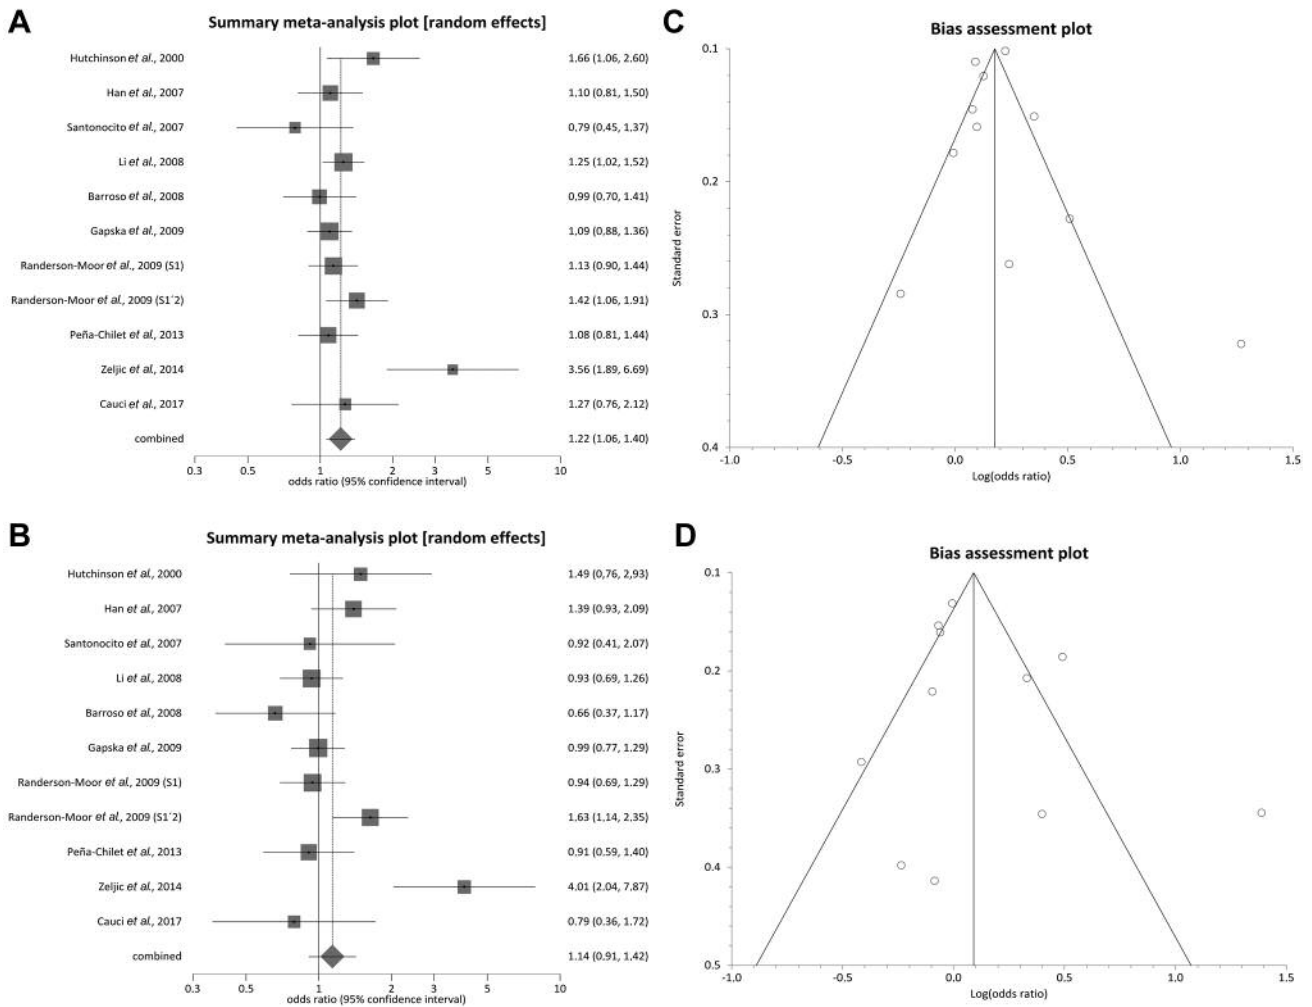 A
Summary meta-analysis plot [random effects]
Hutchinson et al., 2000 1.66 (1.06, 2.60)
Han et al., 2007 1.10 (0.81, 1.50)
Santonocito et al., 2007 0.79 (0.45, 1.37)
Li et al., 2008 1.25 (1.02, 1.52)
Barroso et al., 2008 0.99 (0.70, 1.41)
Gapska et al., 2009 1.09 (0.88, 1.36)
Randerson-Moor et al., 2009 (S1) 1.13 (0.90, 1.44)
Randerson-Moor et al., 2009 (S1´2) 1.42 (1.06, 1.91)
Peña-Chilet et al., 2013 1.08 (0.81, 1.44)
Zeljic et al., 2014 3.56 (1.89, 6.69)
Cauci et al., 2017 1.27 (0.76, 2.12)
combined 1.22 (1.06, 1.40)
0.3 0.5 1 2 3 5 10
odds ratio (95% confidence interval)
C
Bias assessment plot
Standard error
0.1
0.2
0.3
0.4
-1.0 -0.5 0.0 0.5 1.0 1.5
Log(odds ratio)
B
Summary meta-analysis plot [random effects]
Hutchinson et al., 2000 1.49 (0.76, 2,93)
Han et al., 2007 1.39 (0.93, 2.09)
Santonocito et al., 2007 0.92 (0.41, 2.07)
Li et al., 2008 0.93 (0.69, 1.26)
Barroso et al., 2008 0.66 (0.37, 1.17)
Gapska et al., 2009 0.99 (0.77, 1.29)
Randerson-Moor et al., 2009 (S1) 0.94 (0.69, 1.29)
Randerson-Moor et al., 2009 (S1´2) 1.63 (1.14, 2.35)
Peña-Chilet et al., 2013 0.91 (0.59, 1.40)
Zeljic et al., 2014 4.01 (2.04, 7.87)
Cauci et al., 2017 0.79 (0.36, 1.72)
combined 1.14 (0.91, 1.42)
0.3 0.5 1 2 3 5 10
odds ratio (95% confidence interval)
D
Bias assessment plot
Standard error
0.1
0.2
0.3
0.4
0.5
-1.0 -0.5 0.0 0.5 1.0 1.5
Log(odds ratio)